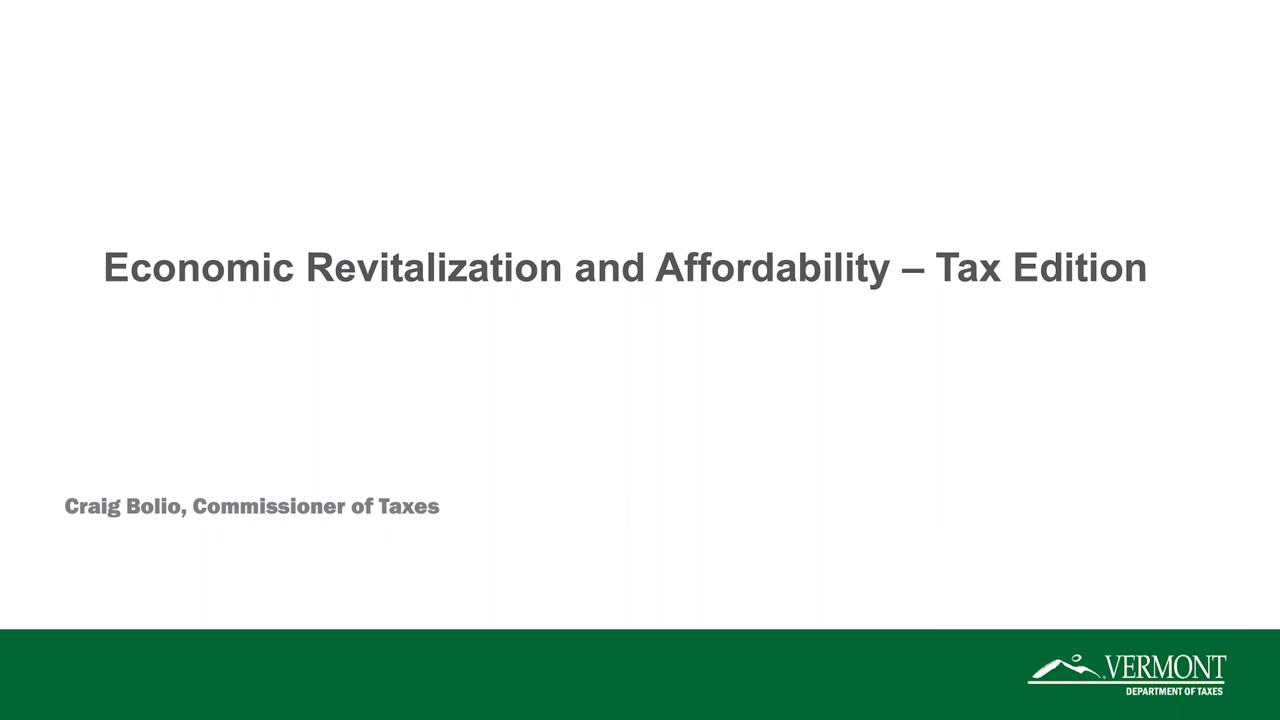 Economic Revitalization and Affordability – Tax Edition
Craig Bolio, Commissioner of Taxes
VERMONT
DEPARTMENT OF TAXES